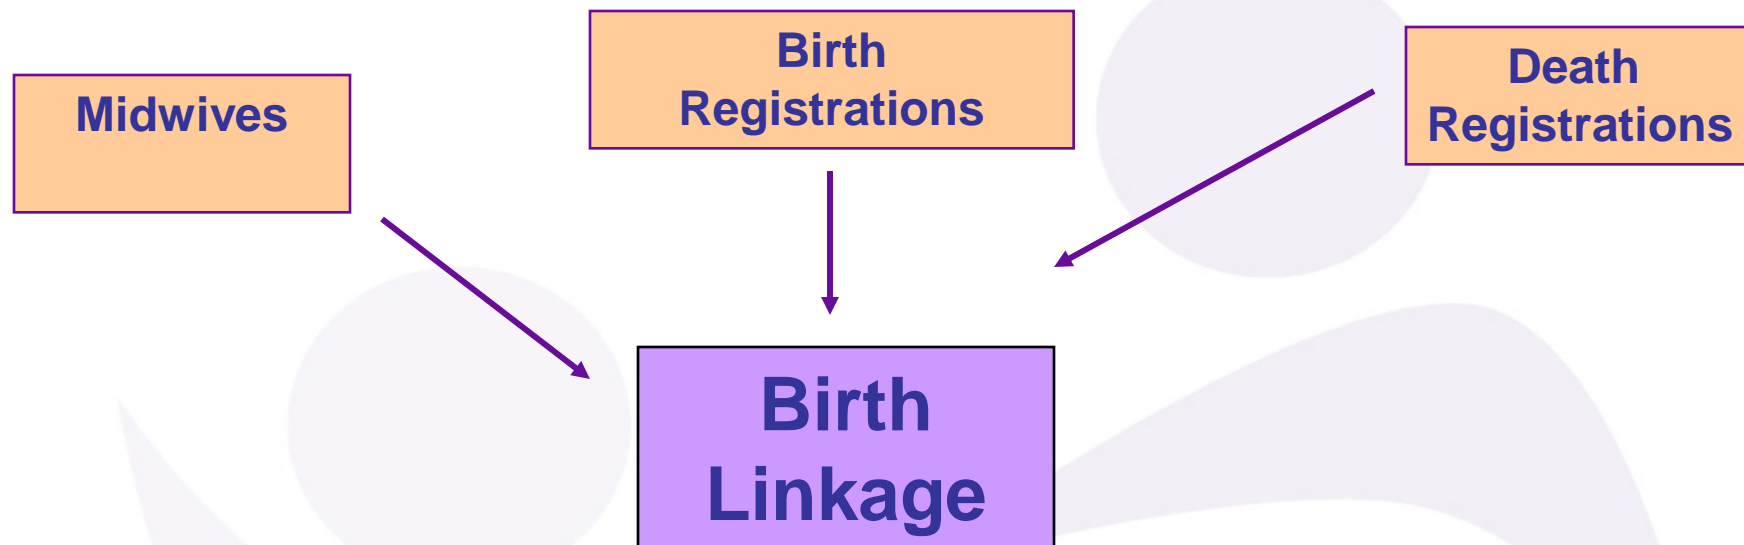 Midwives
Birth
Registrations
Death
Registrations
Birth
Linkage